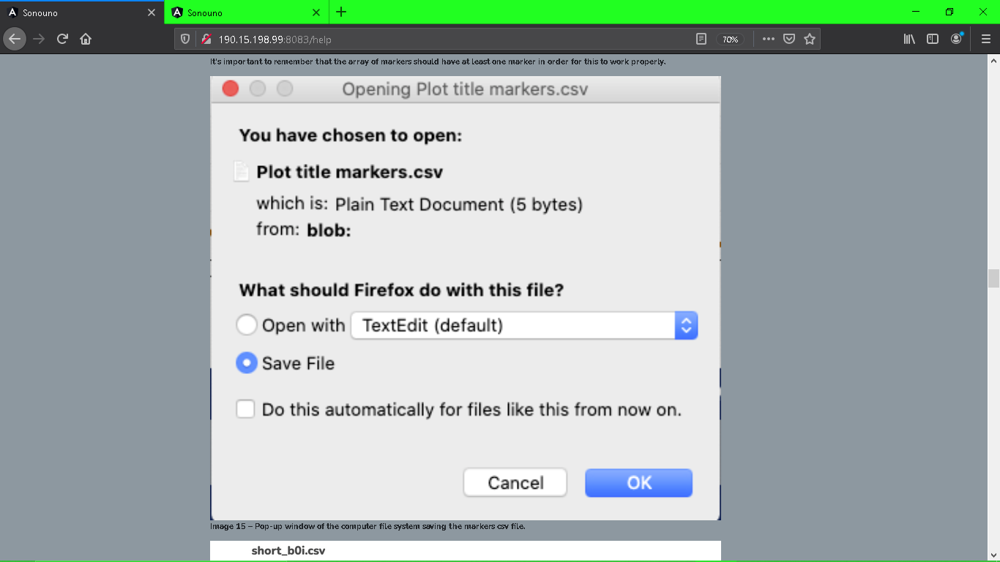 Sonouno
Sonouno
190.15.198.99:8083/help
70%
It's important to remember that the array of markers should have at least one marker in order for this to work properly.
Opening Plot title markers.csv
You have chosen to open:
Plot title markers.csv
which is: Plain Text Document (5 bytes)
from: blob:
What should Firefox do with this file?
Open with TextEdit (default)
Save File
Do this automatically for files like this from now on.
Cancel OK
Image 15 – Pop-up window of the computer file system saving the markers csv file.
short_b0i.csv